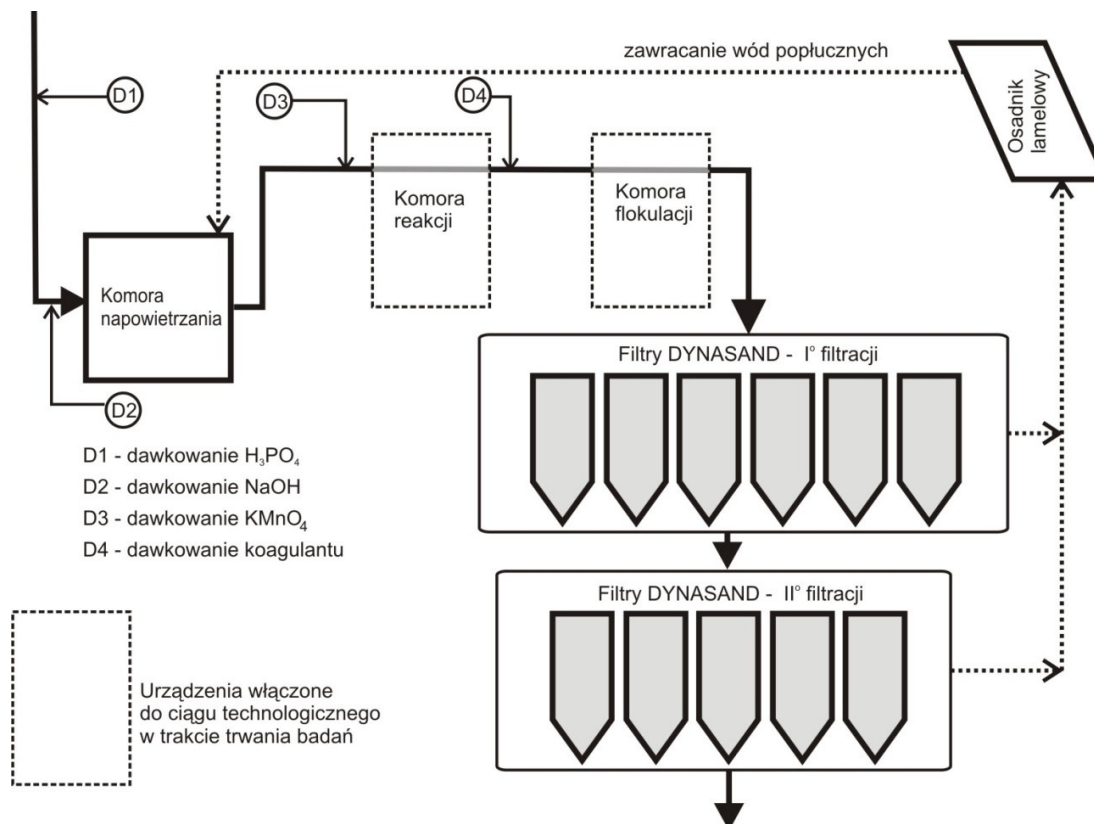 zawracanie wód popłucznych
Osadnik
lamelowy
D1
D3
D4
Komora
reakcji
Komora
flokulacji
Komora
napowietrzania
D2
Filtry DYNASAND - I° filtracji
D1 - dawkowanie H₃PO₄
D2 - dawkowanie NaOH
D3 - dawkowanie KMnO₄
D4 - dawkowanie koagulantu
Filtry DYNASAND - II° filtracji
Urządzenia włączone
do ciągu technologicznego
w trakcie trwania badań